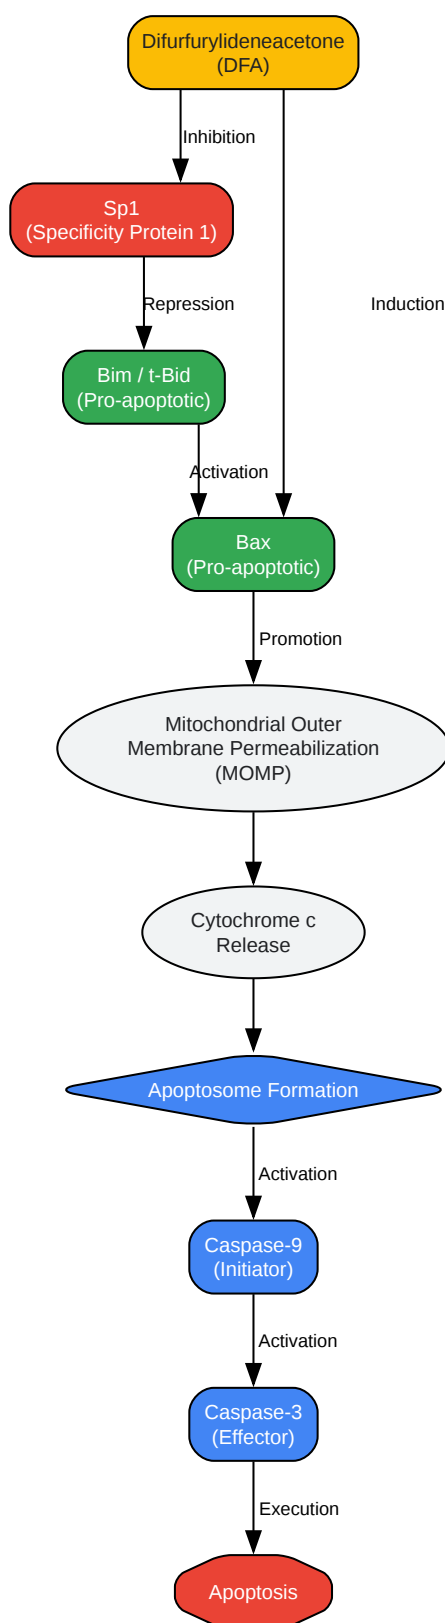 Difurfurylideneacetone
(DFA)
Inhibition
Sp1
(Specificity Protein 1)
Repression
Induction
Bim / t-Bid
(Pro-apoptotic)
Activation
Bax
(Pro-apoptotic)
Promotion
Mitochondrial Outer
Membrane Permeabilization
(MOMP)
Cytochrome c
Release
Apoptosome Formation
Activation
Caspase-9
(Initiator)
Activation
Caspase-3
(Effector)
Execution
Apoptosis